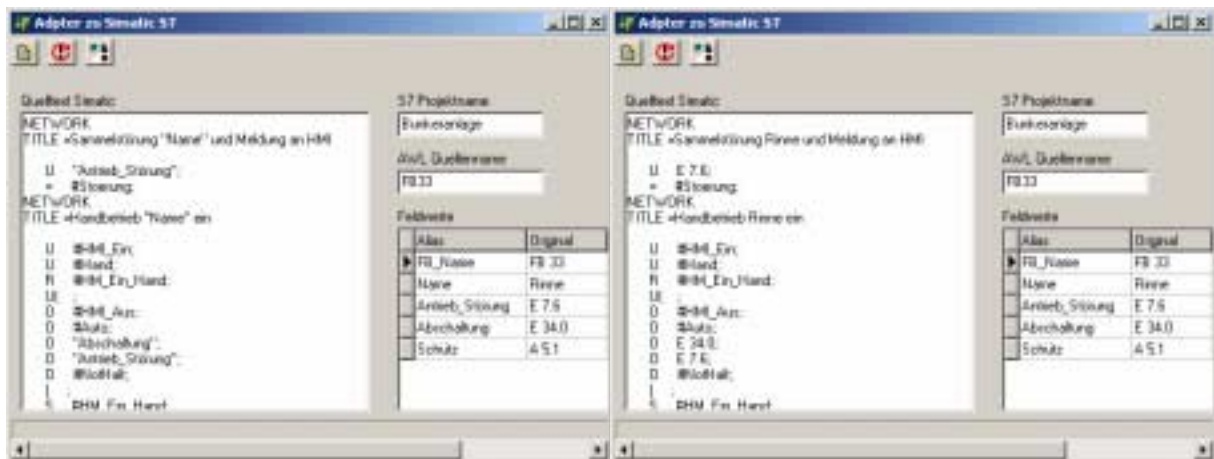 Adpter zu Simatic S7
Quelltext Simatic
NETWORK
TITLE =Sammelstörung "Name" und Meldung an HMI
U "Antrieb_Störung";
= #Stoerung;
NETWORK
TITLE =Handbetrieb "Name" ein
U #HMI_Ein;
U #Hand;
R #HMI_Ein_Hand;
U(
;
O #HMI_Aus;
O #Auto;
O "Abschaltung";
O "Antrieb_Störung";
O #NotHalt;
)
;
S #HMI_Ein_Hand
S7 Projektname
Bunkeranlage
AWL Quellenname
FB33
Feldwerte
Alias Original
FB_Name FB 33
Name Rinne
Antrieb_Störung E 7.6
Abschaltung E 34.0
Schütz A 5.1
Adpter zu Simatic S7
Quelltext Simatic
NETWORK
TITLE =Sammelstörung Rinne und Meldung an HMI
U E 7.6;
= #Stoerung;
NETWORK
TITLE =Handbetrieb Rinne ein
U #HMI_Ein;
U #Hand;
R #HMI_Ein_Hand;
U(
;
O #HMI_Aus;
O #Auto;
O E 34.0;
O E 7.6;
O #NotHalt;
)
;
S #HMI_Ein_Hand
S7 Projektname
Bunkeranlage
AWL Quellenname
FB33
Feldwerte
Alias Original
FB_Name FB 33
Name Rinne
Antrieb_Störung E 7.6
Abschaltung E 34.0
Schütz A 5.1